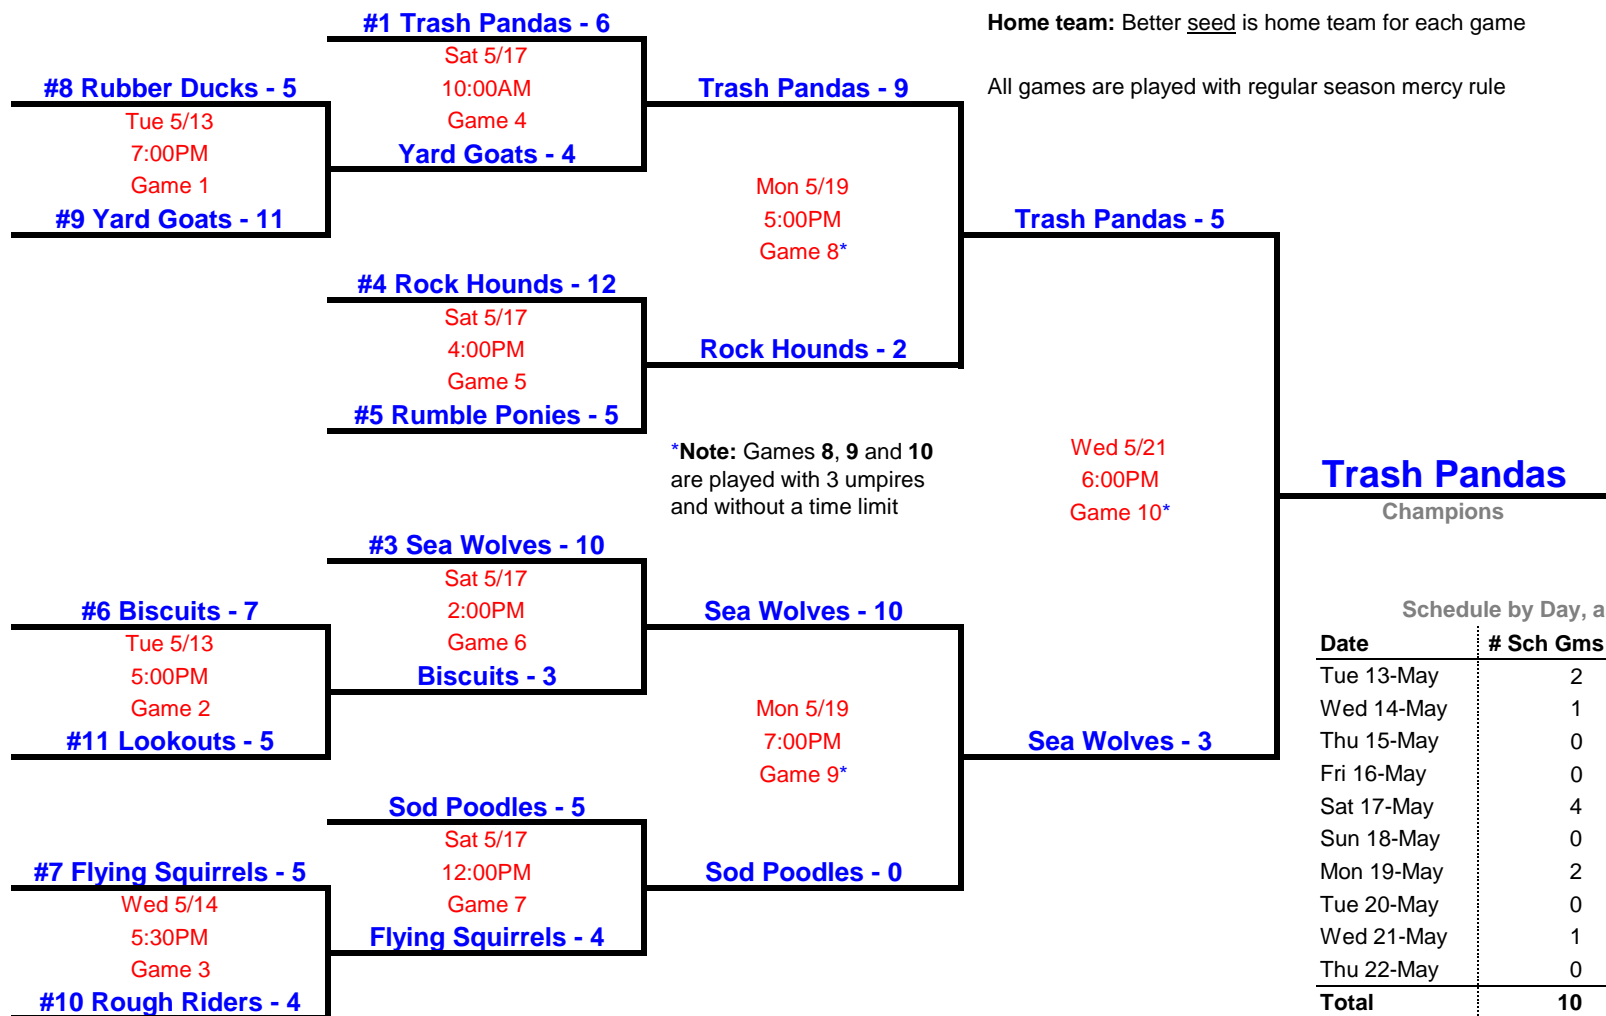 #1 Trash Pandas - 6
Sat 5/17
10:00AM
Game 4
Yard Goats - 4
#8 Rubber Ducks - 5
Tue 5/13
7:00PM
Game 1
#9 Yard Goats - 11
Trash Pandas - 9
Mon 5/19
5:00PM
Game 8*
Rock Hounds - 2
#4 Rock Hounds - 12
Sat 5/17
4:00PM
Game 5
#5 Rumble Ponies - 5
Home team: Better seed is home team for each game
All games are played with regular season mercy rule
Trash Pandas - 5
Wed 5/21
6:00PM
Game 10*
Sea Wolves - 3
*Note: Games 8, 9 and 10
are played with 3 umpires
and without a time limit
Trash Pandas
Champions
#3 Sea Wolves - 10
Sat 5/17
2:00PM
Game 6
Biscuits - 3
#6 Biscuits - 7
Tue 5/13
5:00PM
Game 2
#11 Lookouts - 5
Sea Wolves - 10
Mon 5/19
7:00PM
Game 9*
Sod Poodles - 0
Sod Poodles - 5
Sat 5/17
12:00PM
Game 7
Flying Squirrels - 4
#7 Flying Squirrels - 5
Wed 5/14
5:30PM
Game 3
#10 Rough Riders - 4
Schedule by Day, a
Date # Sch Gms
Tue 13-May 2
Wed 14-May 1
Thu 15-May 0
Fri 16-May 0
Sat 17-May 4
Sun 18-May 0
Mon 19-May 2
Tue 20-May 0
Wed 21-May 1
Thu 22-May 0
Total 10